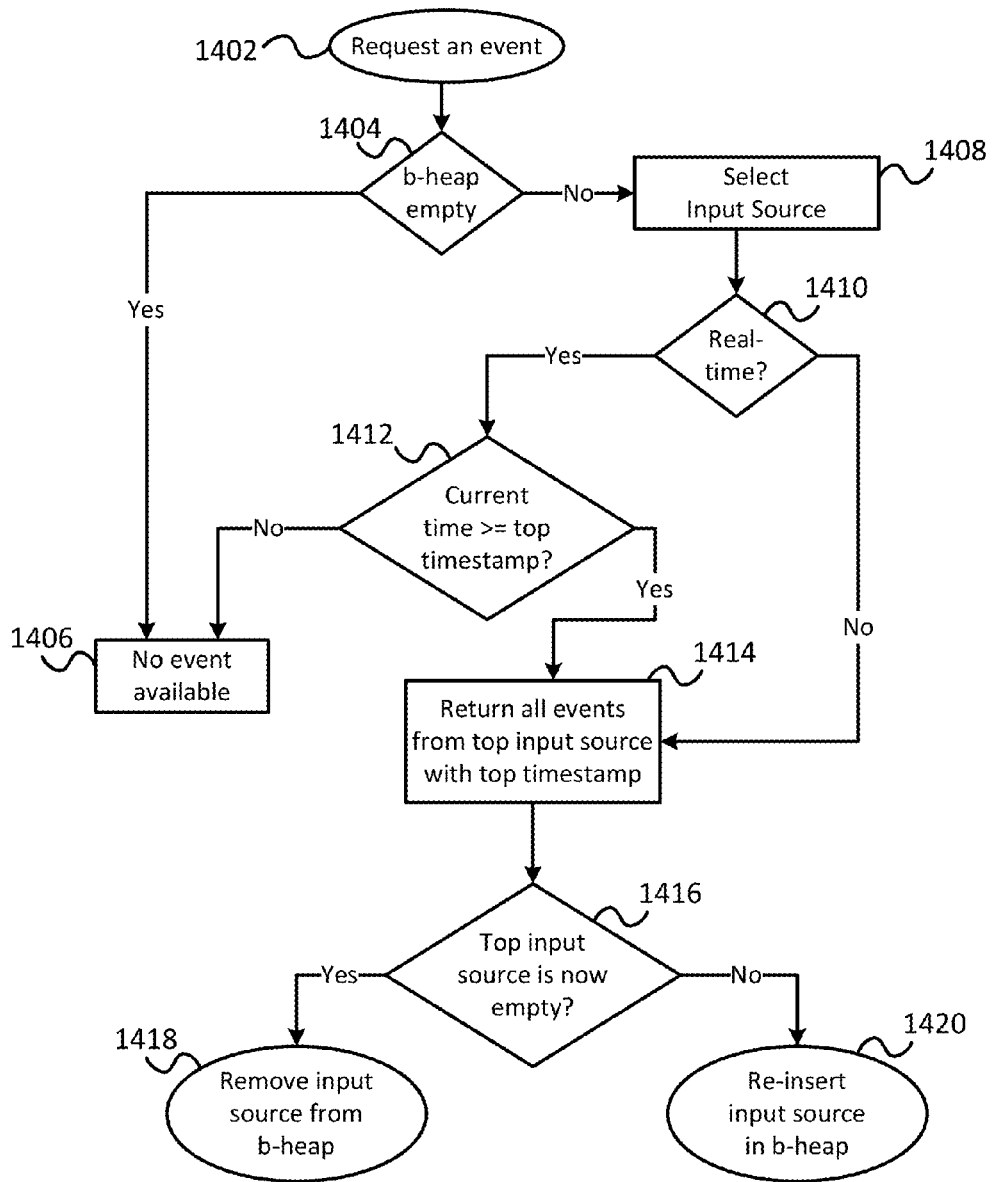 1402
Request an event
1404
b-heap
empty
No
Select
Input Source
1408
Yes
1410
Real-
time?
Yes
1412
Current
time >= top
timestamp?
No
Yes
No
1406
No event
available
1414
Return all events
from top input source
with top timestamp
1416
Top input
source is now
empty?
Yes
No
1418
Remove input
source from
b-heap
1420
Re-insert
input source
in b-heap